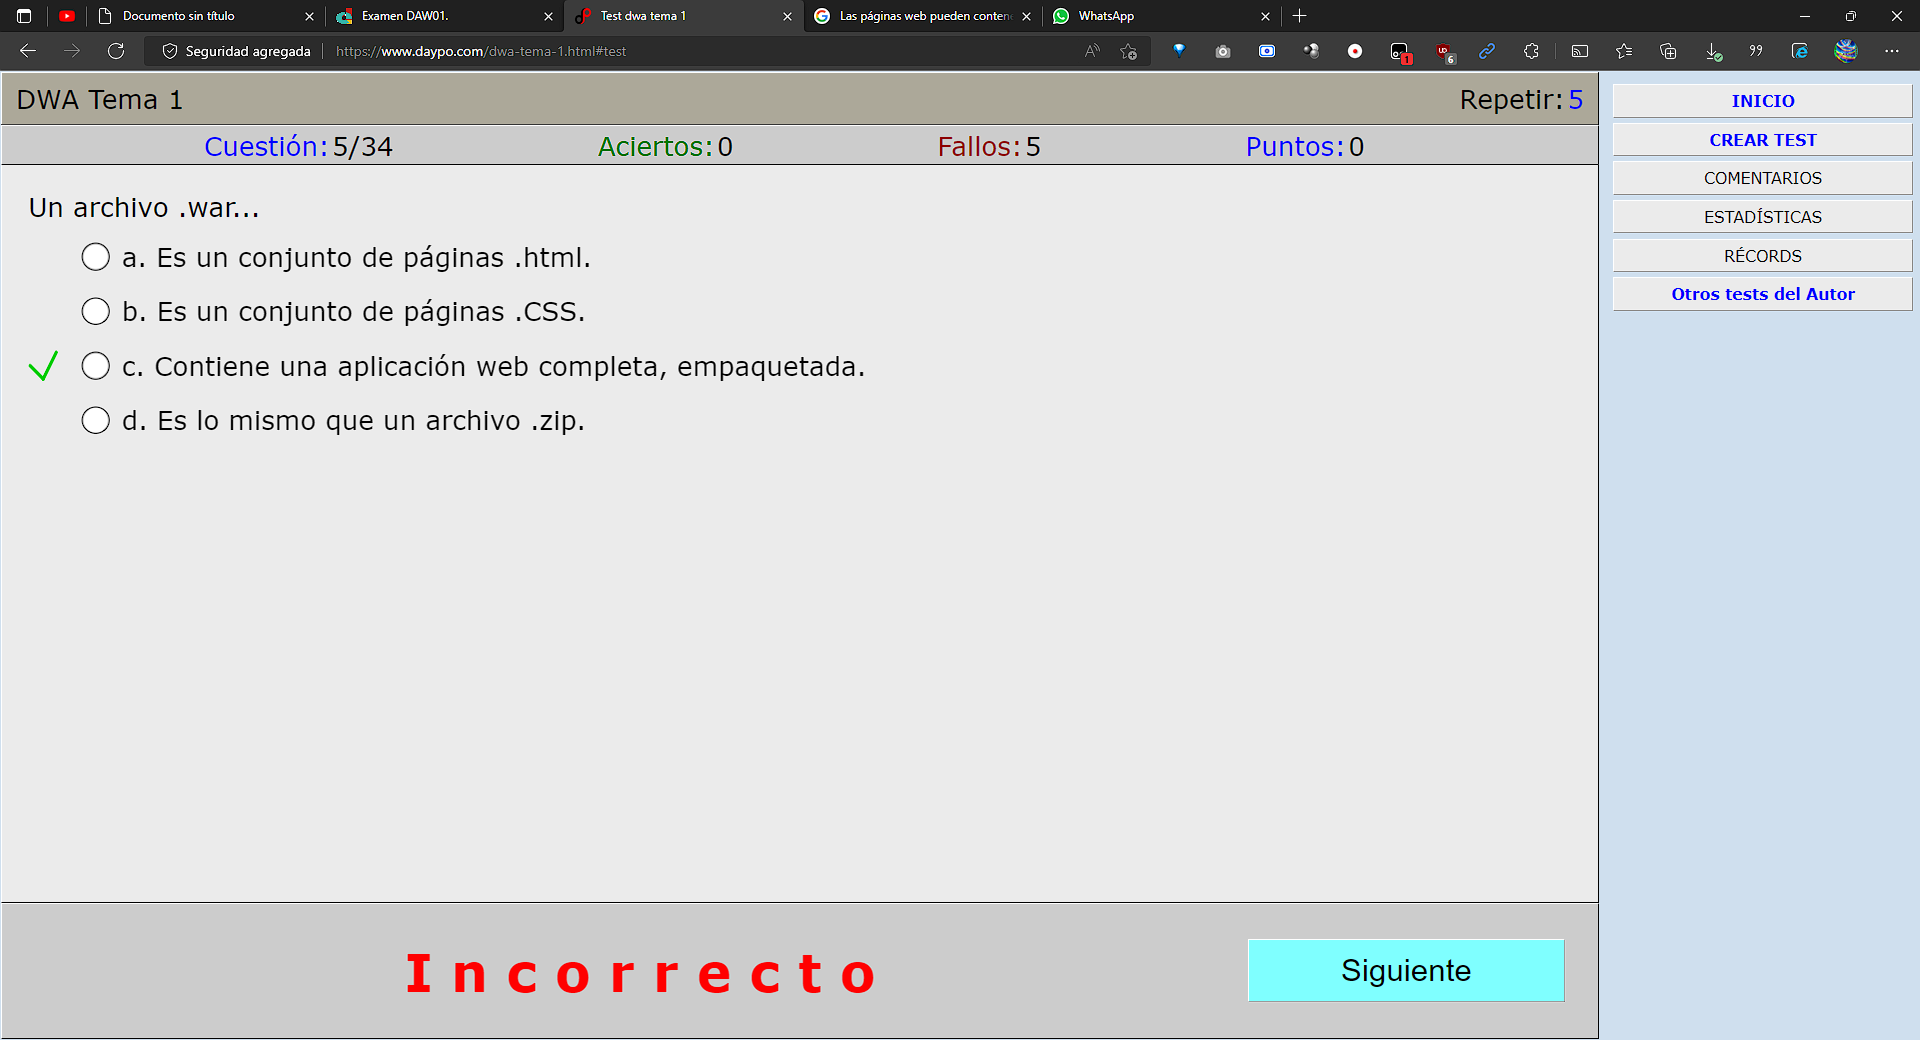 Documento sin título
Examen DAW01.
Test dwa tema 1
Las páginas web pueden conten
WhatsApp
Seguridad agregada
https://www.daypo.com/dwa-tema-1.html#test
1
6
DWA Tema 1
Repetir: 5
Cuestión: 5/34
Aciertos: 0
Fallos: 5
Puntos: 0
Un archivo .war...
a. Es un conjunto de páginas .html.
b. Es un conjunto de páginas .CSS.
c. Contiene una aplicación web completa, empaquetada.
d. Es lo mismo que un archivo .zip.
Incorrecto
Siguiente
INICIO
CREAR TEST
COMENTARIOS
ESTADÍSTICAS
RÉCORDS
Otros tests del Autor